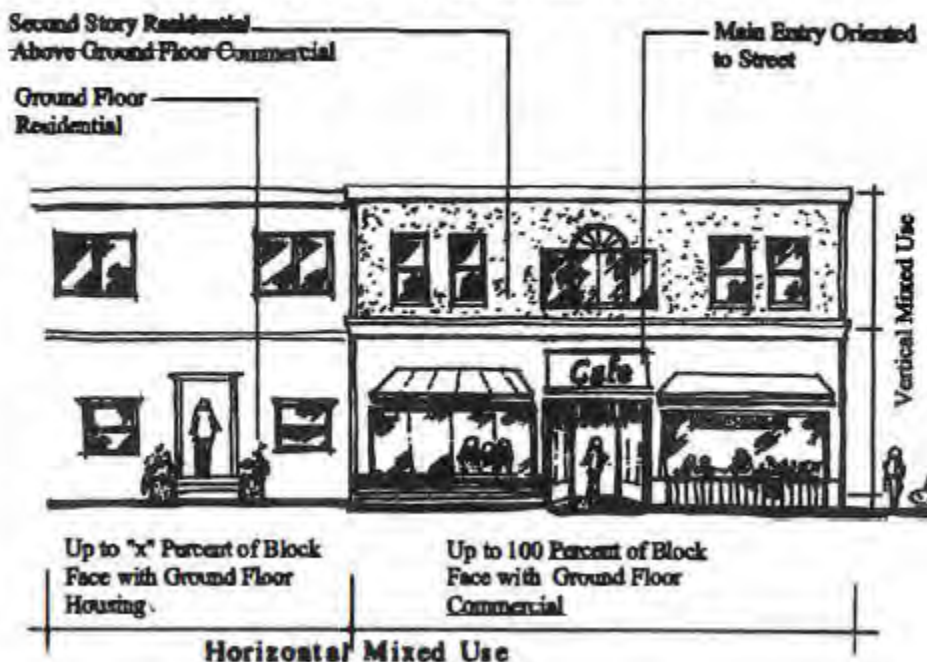 Second Story Residential
Above Ground Floor Commercial
Main Entry Oriented
to Street
Ground Floor
Residential
Vertical Mixed Use
Cafe
Up to "x" Percent of Block
Face with Ground Floor
Housing
Up to 100 Percent of Block
Face with Ground Floor
Commercial
Horizontal Mixed Use